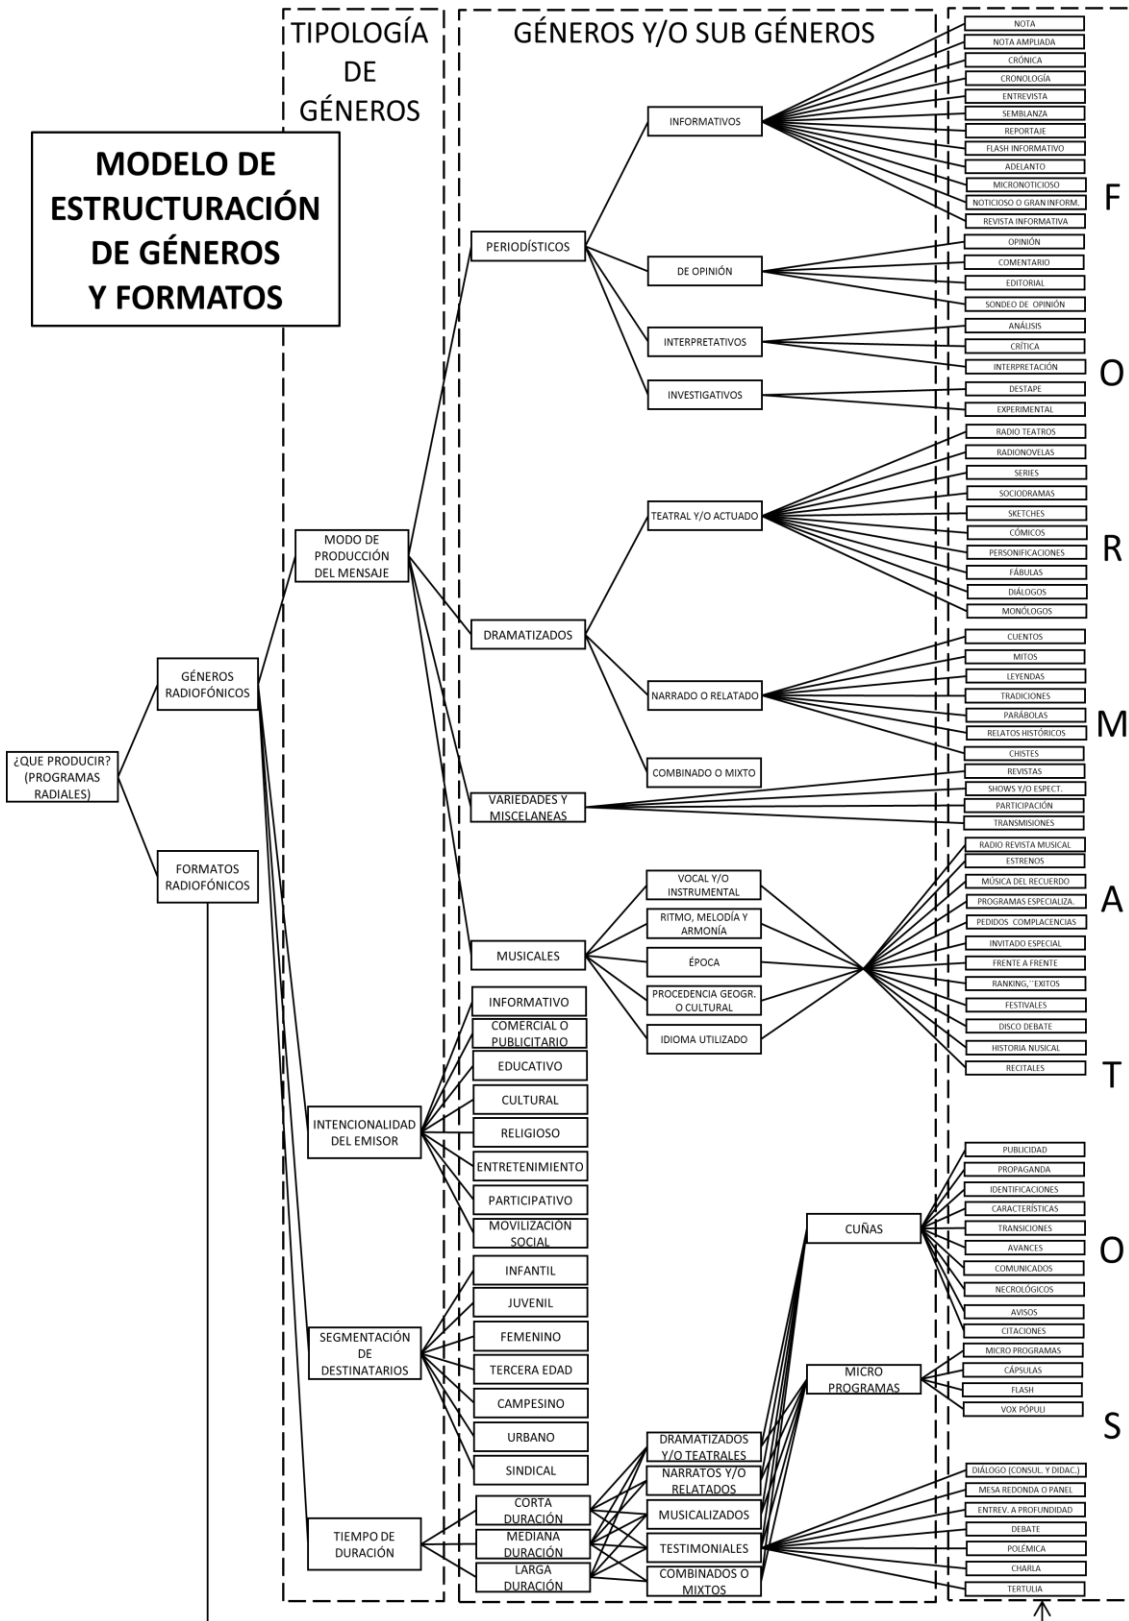 TIPOLOGÍA
DE
GÉNEROS
GÉNEROS Y/O SUB GÉNEROS
MODELO DE
ESTRUCTURACIÓN
DE GÉNEROS
Y FORMATOS
¿QUE PRODUCIR?
(PROGRAMAS
RADIALES)
GÉNEROS
RADIOFÓNICOS
FORMATOS
RADIOFÓNICOS
MODO DE
PRODUCCIÓN
DEL MENSAJE
INTENCIONALIDAD
DEL EMISOR
SEGMENTACIÓN
DE
DESTINATARIOS
TIEMPO DE
DURACIÓN
PERIODÍSTICOS
DRAMATIZADOS
VARIEDADES Y
MISCELANEAS
MUSICALES
INFORMATIVO
COMERCIAL O
PUBLICITARIO
EDUCATIVO
CULTURAL
RELIGIOSO
ENTRETENIMIENTO
PARTICIPATIVO
MOVILIZACIÓN
SOCIAL
INFANTIL
JUVENIL
FEMENINO
TERCERA EDAD
CAMPESINO
URBANO
SINDICAL
CORTA
DURACIÓN
MEDIANA
DURACIÓN
LARGA
DURACIÓN
INFORMATIVOS
DE OPINIÓN
INTERPRETATIVOS
INVESTIGATIVOS
TEATRAL Y/O ACTUADO
NARRADO O RELATADO
COMBINADO O MIXTO
VOCAL Y/O
INSTRUMENTAL
RITMO, MELODÍA Y
ARMONÍA
ÉPOCA
PROCEDENCIA GEOGR.
O CULTURAL
IDIOMA UTILIZADO
DRAMATIZADOS
Y/O TEATRALES
NARRATOS Y/O
RELATADOS
MUSICALIZADOS
TESTIMONIALES
COMBINADOS O
MIXTOS
CUÑAS
MICRO
PROGRAMAS
NOTA
NOTA AMPLIADA
CRÓNICA
CRONOLOGÍA
ENTREVISTA
SEMBLANZA
REPORTAJE
FLASH INFORMATIVO
ADELANTO
MICRONOTICIOSO
NOTICIOSO O GRAN INFORM.
REVISTA INFORMATIVA
OPINIÓN
COMENTARIO
EDITORIAL
SONDEO DE OPINIÓN
ANÁLISIS
CRÍTICA
INTERPRETACIÓN
DESTAPE
EXPERIMENTAL
RADIO TEATROS
RADIONOVELAS
SERIES
SOCIODRAMAS
SKETCHES
CÓMICOS
PERSONIFICACIONES
FÁBULAS
DIÁLOGOS
MONÓLOGOS
CUENTOS
MITOS
LEYENDAS
TRADICIONES
PARÁBOLAS
RELATOS HISTÓRICOS
CHISTES
REVISTAS
SHOWS Y/O ESPECT.
PARTICIPACIÓN
TRANSMISIONES
RADIO REVISTA MUSICAL
ESTRENOS
MÚSICA DEL RECUERDO
PROGRAMAS ESPECIALIZA.
PEDIDOS COMPLACENCIAS
INVITADO ESPECIAL
FRENTE A FRENTE
RANKING,¨EXITOS
FESTIVALES
DISCO DEBATE
HISTORIA NUSICAL
RECITALES
PUBLICIDAD
PROPAGANDA
IDENTIFICACIONES
CARACTERÍSTICAS
TRANSICIONES
AVANCES
COMUNICADOS
NECROLÓGICOS
AVISOS
CITACIONES
MICRO PROGRAMAS
CÁPSULAS
FLASH
VOX PÓPULI
DIÁLOGO (CONSUL. Y DIDAC.)
MESA REDONDA O PANEL
ENTREV. A PROFUNDIDAD
DEBATE
POLÉMICA
CHARLA
TERTULIA
F
O
R
M
A
T
O
S